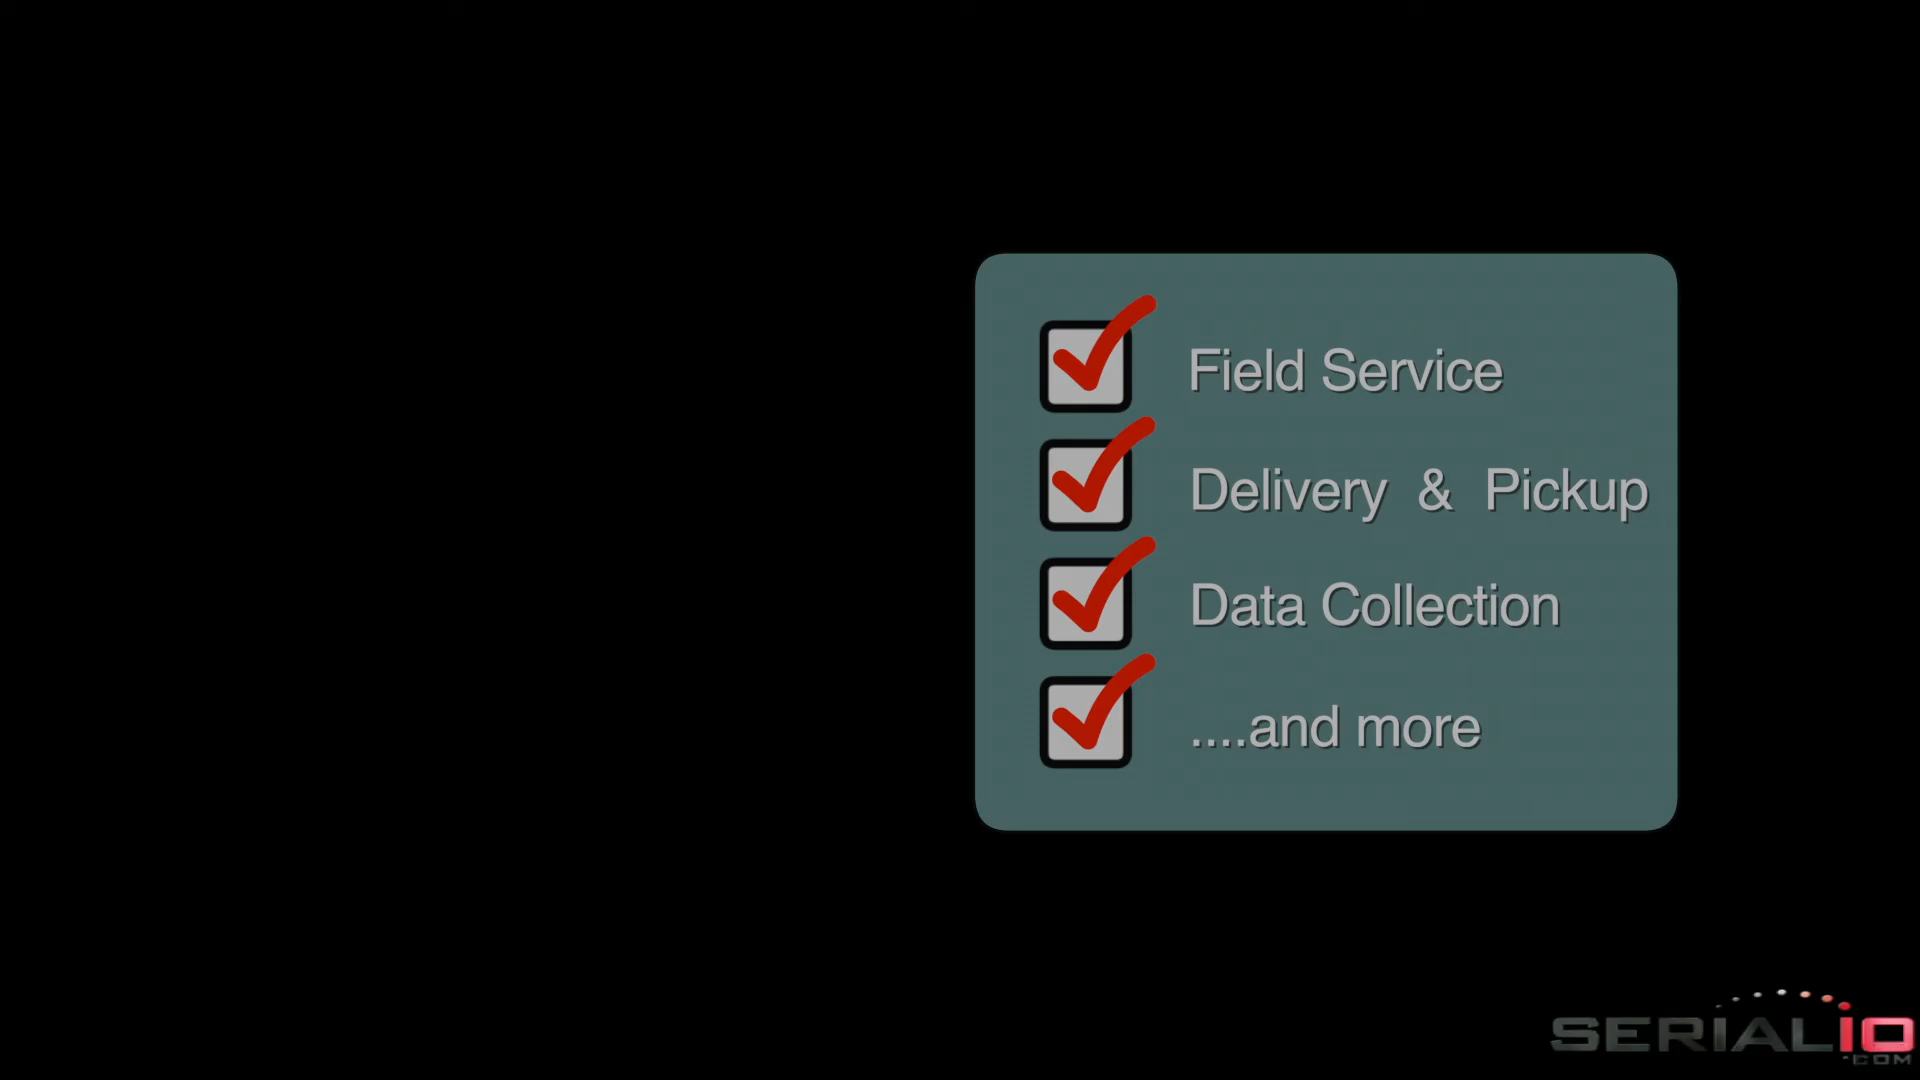 Field Service
Delivery & Pickup
Data Collection
....and more
SERIALIO
.COM